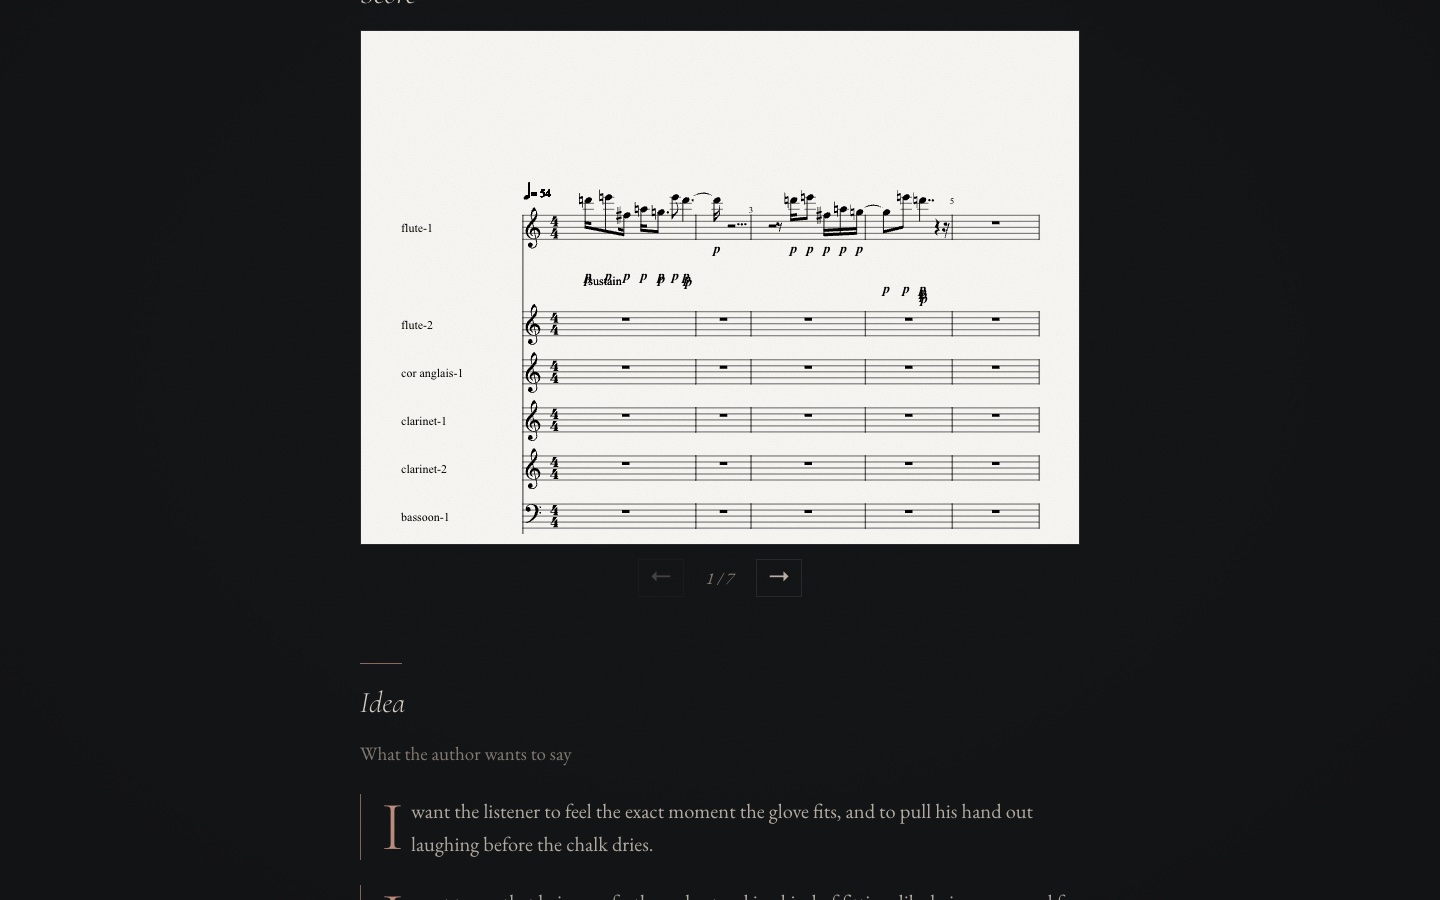 Score
= 54
3
5
flute-1
p
p p p p p
sustain
p p p p p p p
p p p
flute-2
cor anglais-1
clarinet-1
clarinet-2
bassoon-1
1 / 7
Idea
What the author wants to say
I want the listener to feel the exact moment the glove fits, and to pull his hand out
laughing before the chalk dries.